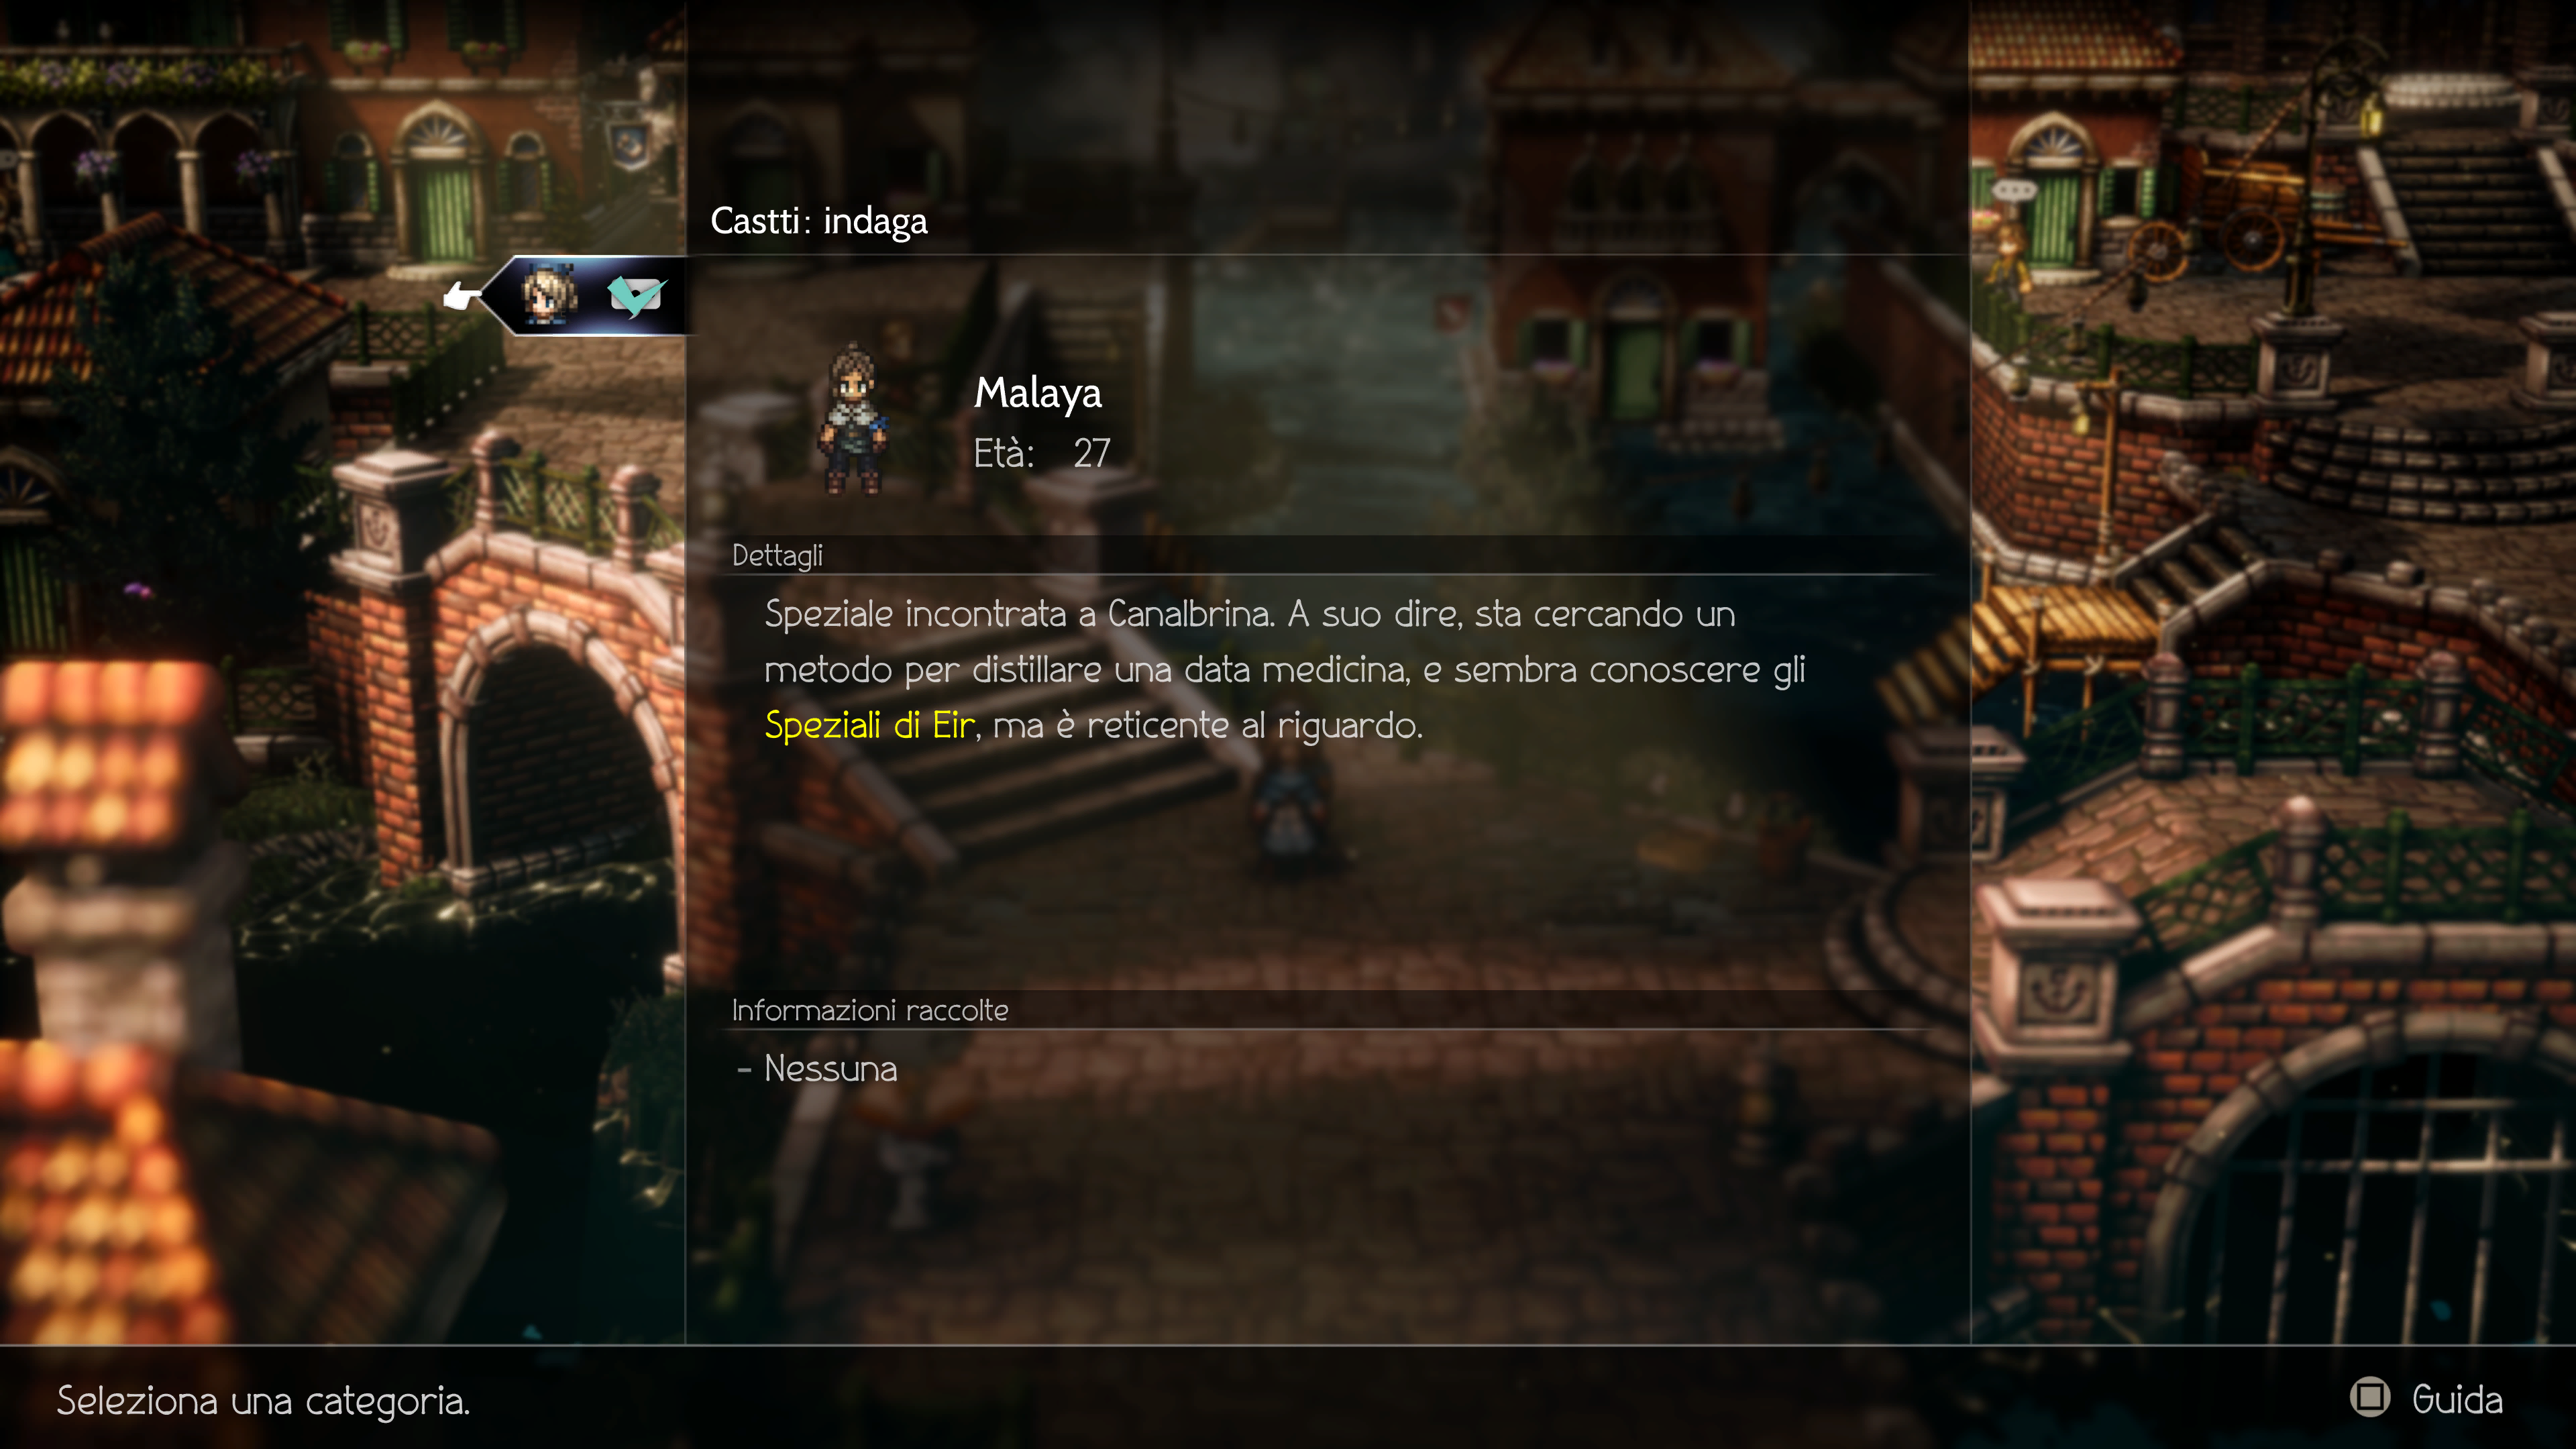 Castti: indaga
Malaya
Età: 27
Dettagli
Speziale incontrata a Canalbrina. A suo dire, sta cercando un
metodo per distillare una data medicina, e sembra conoscere gli
Speziali di Eir, ma è reticente al riguardo.
Informazioni raccolte
- Nessuna
Seleziona una categoria.
Guida